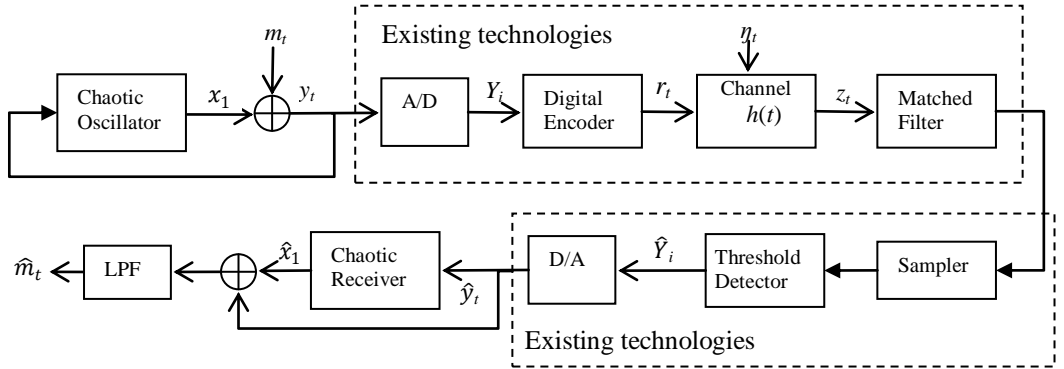 Existing technologies
m_t
η_t
Chaotic
Oscillator
x_1
y_t
A/D
Y_i
Digital
Encoder
r_t
Channel
h(t)
z_t
Matched
Filter
m̂_t
LPF
x̂_1
Chaotic
Receiver
ŷ_t
D/A
Ŷ_i
Threshold
Detector
Sampler
Existing technologies